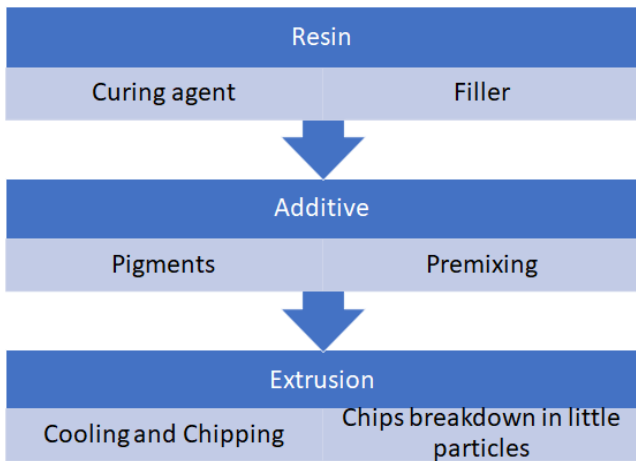 Resin
Curing agent
Filler
Additive
Pigments
Premixing
Extrusion
Cooling and Chipping
Chips breakdown in little
particles